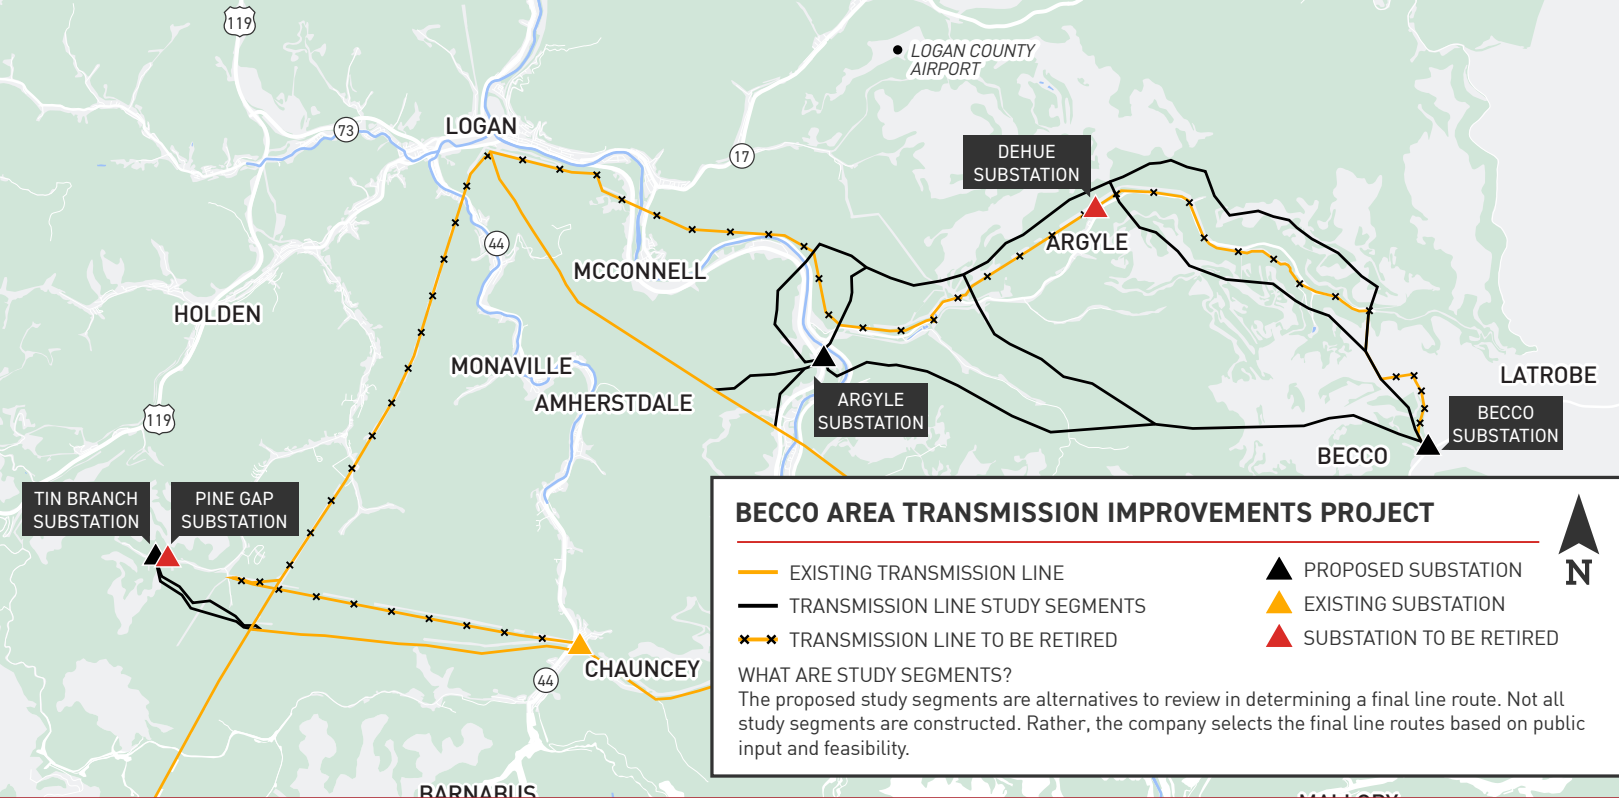 119
LOGAN COUNTY
AIRPORT
LOGAN
73
17
DEHUE
SUBSTATION
44
ARGYLE
MCCONNELL
HOLDEN
MONAVILLE
LATROBE
AMHERSTDALE
ARGYLE
SUBSTATION
BECCO
SUBSTATION
119
BECCO
TIN BRANCH
SUBSTATION
PINE GAP
SUBSTATION
CHAUNCEY
44
BARNABUS
MALLORY
BECCO AREA TRANSMISSION IMPROVEMENTS PROJECT
N
EXISTING TRANSMISSION LINE
TRANSMISSION LINE STUDY SEGMENTS
TRANSMISSION LINE TO BE RETIRED
PROPOSED SUBSTATION
EXISTING SUBSTATION
SUBSTATION TO BE RETIRED
WHAT ARE STUDY SEGMENTS?
The proposed study segments are alternatives to review in determining a final line route. Not all
study segments are constructed. Rather, the company selects the final line routes based on public
input and feasibility.